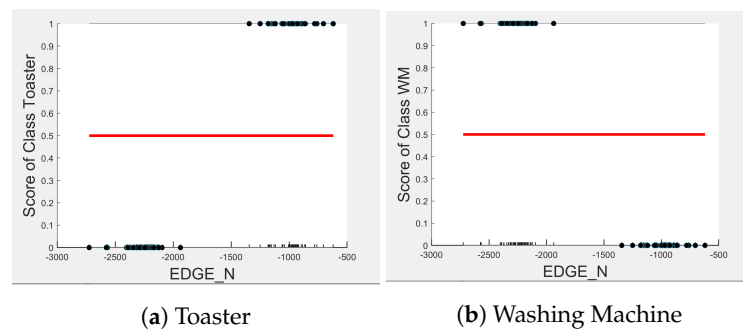 Score of Class Toaster
1
0.9
0.8
0.7
0.6
0.5
0.4
0.3
0.2
0.1
0
-3000 -2500 -2000 -1500 -1000 -500
EDGE_N
(a) Toaster
Score of Class WM
1
0.9
0.8
0.7
0.6
0.5
0.4
0.3
0.2
0.1
0
-3000 -2500 -2000 -1500 -1000 -500
EDGE_N
(b) Washing Machine